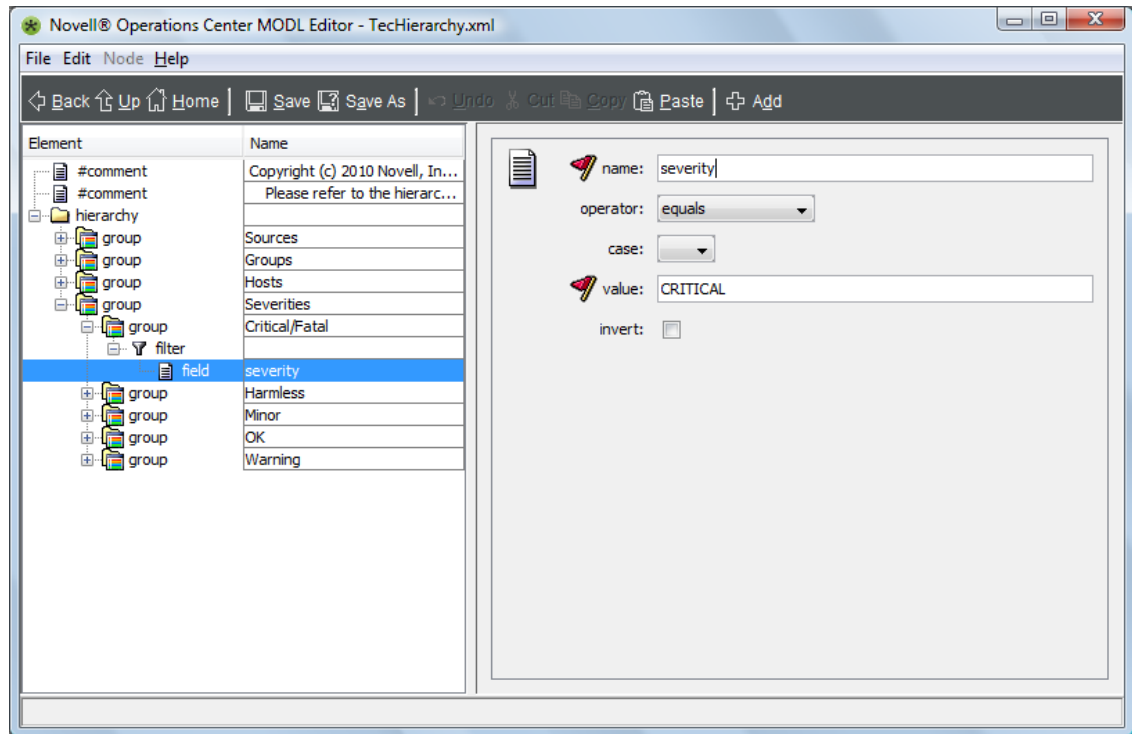 Novell® Operations Center MODL Editor - TecHierarchy.xml
File Edit Node Help
Back Up Home Save Save As Undo Cut Copy Paste Add
Element Name
#comment Copyright (c) 2010 Novell, In...
#comment Please refer to the hierarc...
hierarchy
group Sources
group Groups
group Hosts
group Severities
group Critical/Fatal
filter
field severity
group Harmless
group Minor
group OK
group Warning
name: severity
operator: equals
case:
value: CRITICAL
invert: